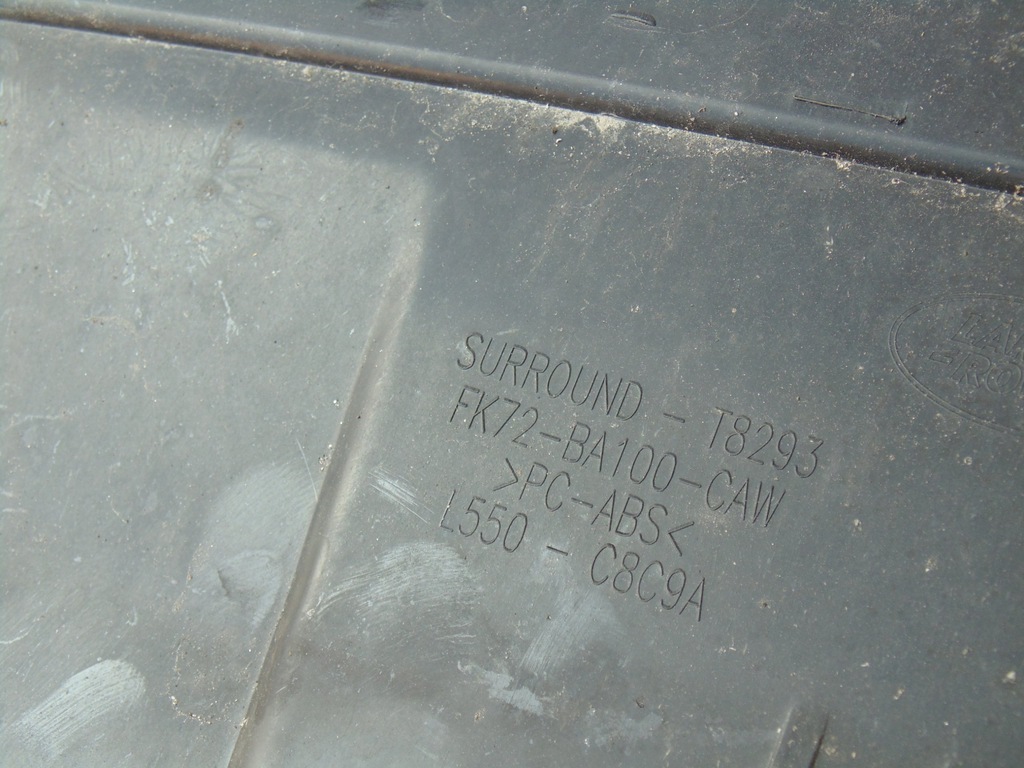 SURROUND - T8293
FK72-BA100-CAW
>PC-ABS<
L550 - C8C9A